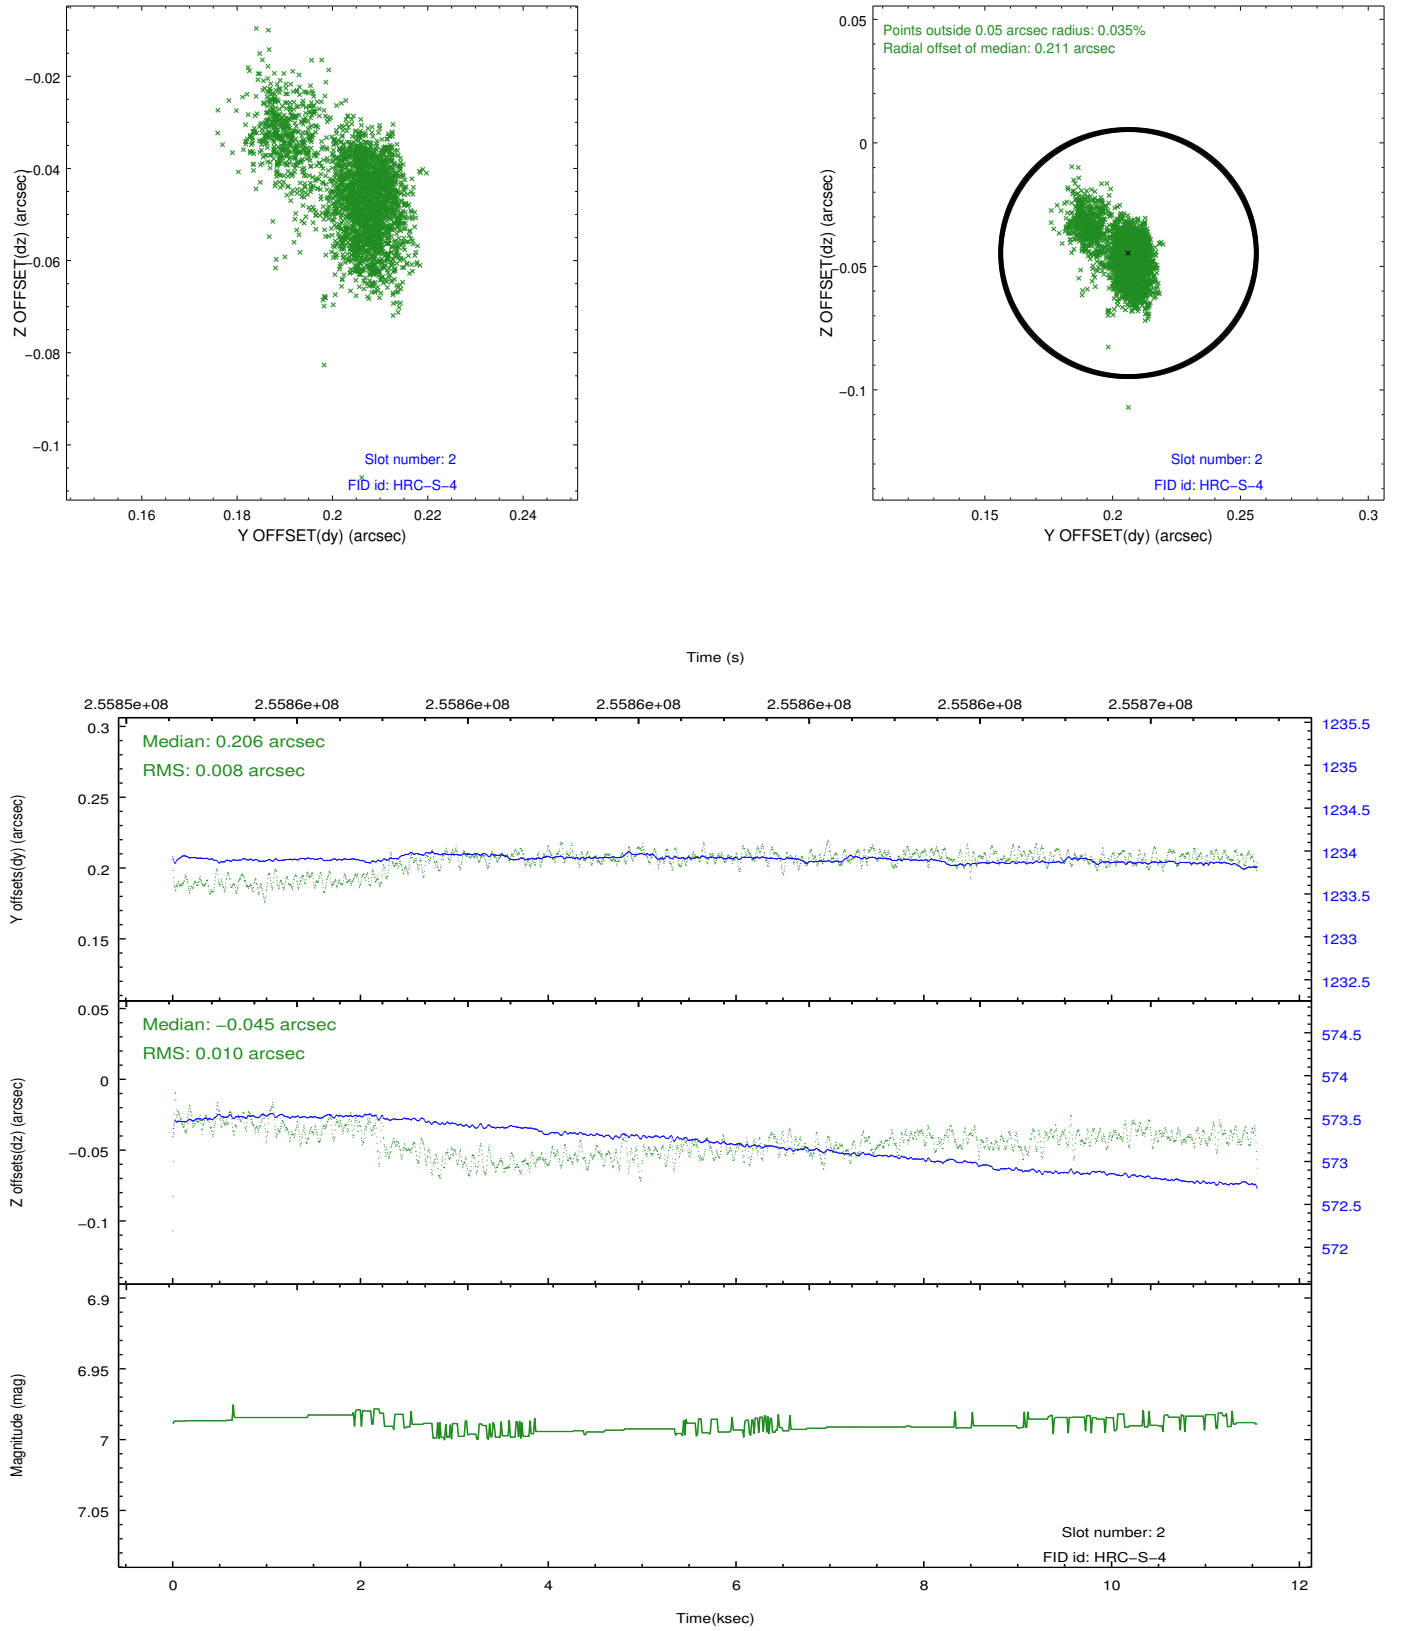 −0.02
−0.04
−0.06
−0.08
−0.1
Z OFFSET(dz) (arcsec)
Slot number: 2
FID id: HRC−S−4
0.16
0.18
0.2
0.22
0.24
Y OFFSET(dy) (arcsec)
0.05
0
−0.05
−0.1
Z OFFSET(dz) (arcsec)
Points outside 0.05 arcsec radius: 0.035%
Radial offset of median: 0.211 arcsec
Slot number: 2
FID id: HRC−S−4
0.15
0.2
0.25
0.3
Y OFFSET(dy) (arcsec)
Time (s)
2.5585e+08
2.5586e+08
2.5586e+08
2.5586e+08
2.5586e+08
2.5586e+08
2.5587e+08
0.3
0.25
0.2
0.15
Y offsets(dy) (arcsec)
Median: 0.206 arcsec
RMS: 0.008 arcsec
1235.5
1235
1234.5
1234
1233.5
1233
1232.5
0.05
0
−0.05
−0.1
Z offsets(dz) (arcsec)
Median: −0.045 arcsec
RMS: 0.010 arcsec
574.5
574
573.5
573
572.5
572
6.9
6.95
7
7.05
Magnitude (mag)
Slot number: 2
FID id: HRC−S−4
0
2
4
6
8
10
12
Time(ksec)